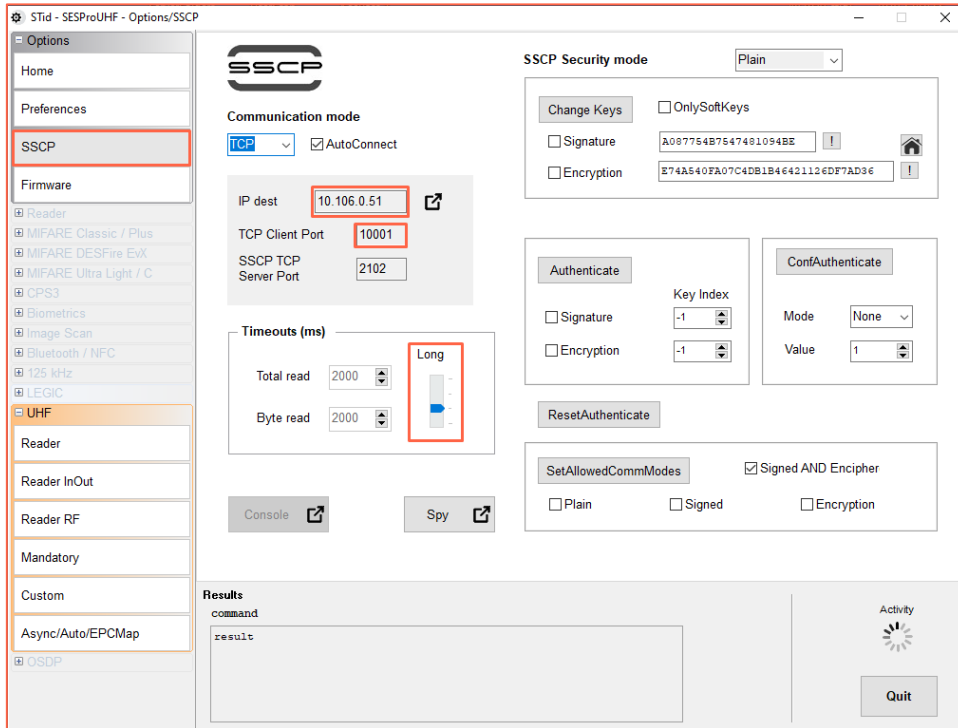 STid - SESProUHF - Options/SSCP
Options
Home
Preferences
SSCP
Firmware
Reader
MIFARE Classic / Plus
MIFARE DESFire EvX
MIFARE Ultra Light / C
CPS3
Biometrics
Image Scan
Bluetooth / NFC
125 kHz
LEGIC
UHF
Reader
Reader InOut
Reader RF
Mandatory
Custom
Async/Auto/EPCMap
OSDP
SSCP
Communication mode
TCP AutoConnect
IP dest 10.106.0.51
TCP Client Port 10001
SSCP TCP
Server Port 2102
Timeouts (ms)
Long
Total read 2000
Byte read 2000
Console Spy
SSCP Security mode Plain
Change Keys OnlySoftKeys
Signature A087754B7547481094BE !
Encryption E74A540FA07C4DB1B46421126DF7AD36 !
Authenticate
Key Index
Signature -1
Encryption -1
ConfAuthenticate
Mode None
Value 1
ResetAuthenticate
SetAllowedCommModes Signed AND Encipher
Plain Signed Encryption
Results
command
result
Activity
Quit